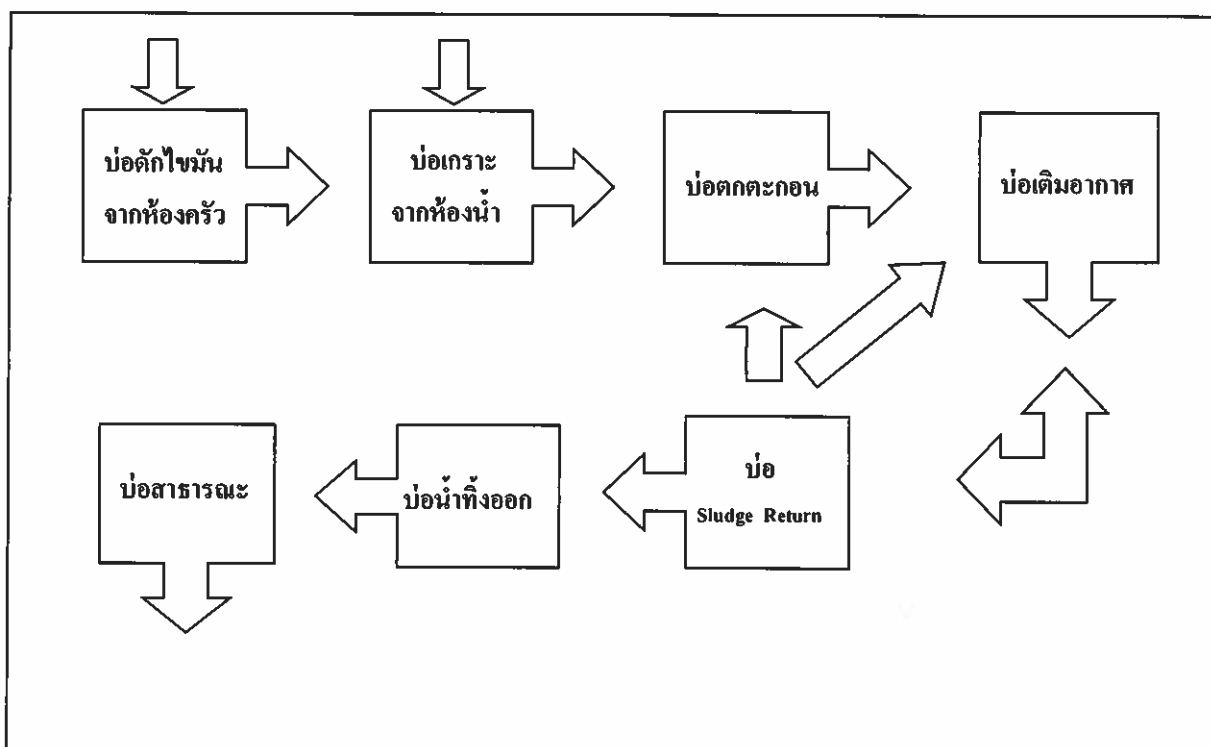 บ่อดักไขมัน
จากห้องครัว
บ่อเกราะ
จากห้องน้ำ
บ่อตกตะกอน
บ่อเติมอากาศ
บ่อสาธารณะ
บ่อน้ำทิ้งออก
บ่อ
Sludge Return